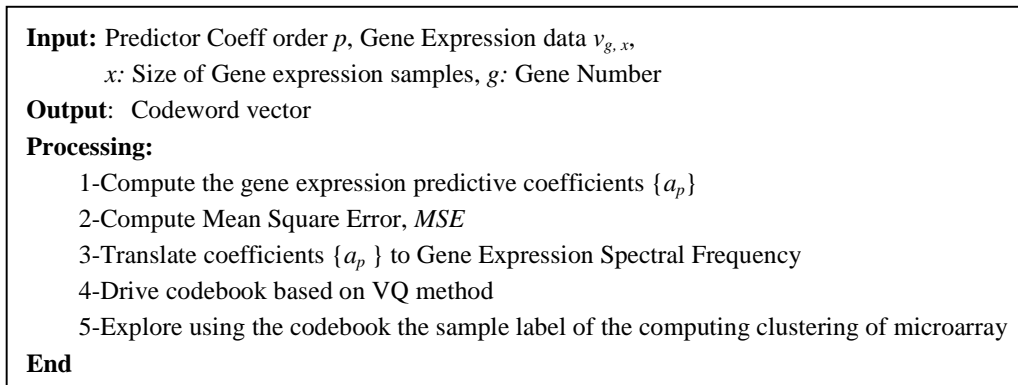 Input: Predictor Coeff order p, Gene Expression data v_{g, x},
x: Size of Gene expression samples, g: Gene Number
Output: Codeword vector
Processing:
1-Compute the gene expression predictive coefficients {a_p}
2-Compute Mean Square Error, MSE
3-Translate coefficients {a_p } to Gene Expression Spectral Frequency
4-Drive codebook based on VQ method
5-Explore using the codebook the sample label of the computing clustering of microarray
End